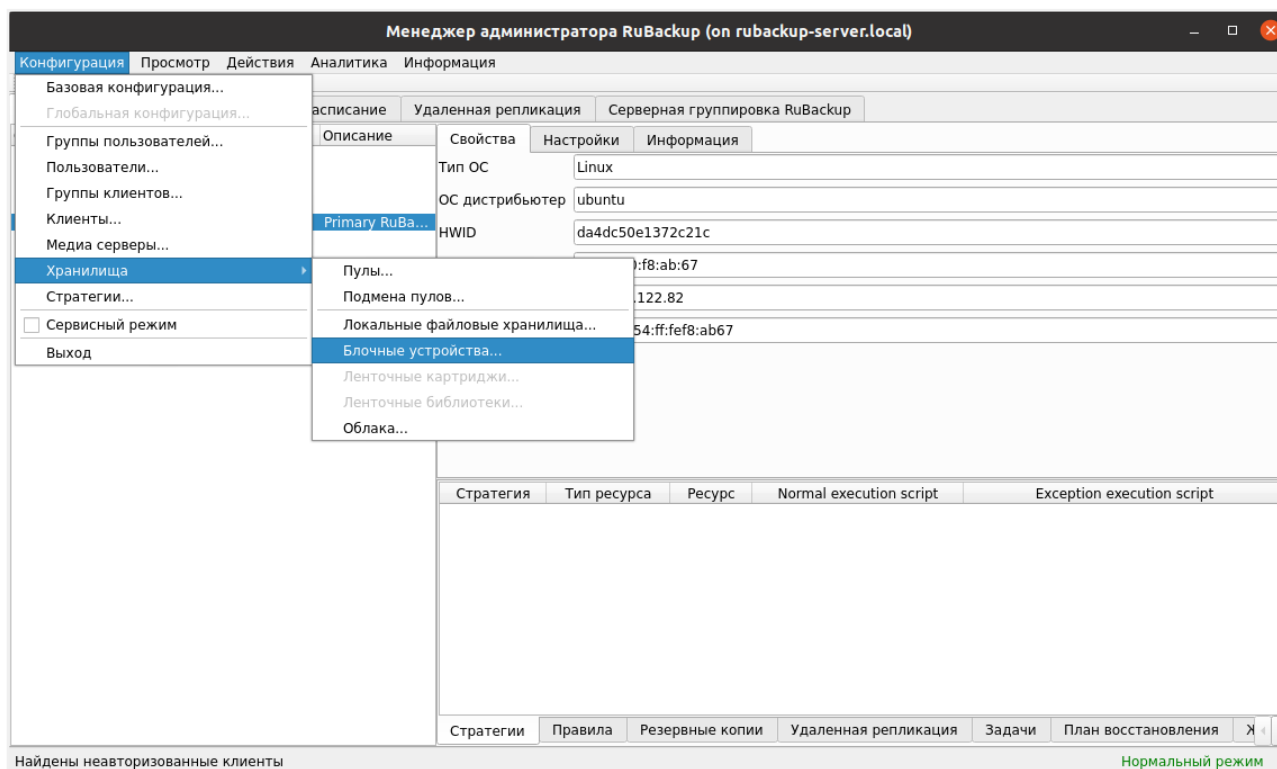 Менеджер администратора RuBackup (on rubackup-server.local)
Конфигурация Просмотр Действия Аналитика Информация
Базовая конфигурация...
Глобальная конфигурация...
Группы пользователей...
Пользователи...
Группы клиентов...
Клиенты...
Медиа серверы...
Хранилища
Стратегии...
Сервисный режим
Выход
Пулы...
Подмена пулов...
Локальные файловые хранилища...
Блочные устройства...
Ленточные картриджи...
Ленточные библиотеки...
Облака...
асписание Удаленная репликация Серверная группировка RuBackup
Описание
Primary RuBa...
Свойства Настройки Информация
Тип ОС Linux
ОС дистрибьютер ubuntu
HWID da4dc50e1372c21c
:f8:ab:67
.122.82
54:ff:fef8:ab67
Стратегия Тип ресурса Ресурс Normal execution script Exception execution script
Стратегии Правила Резервные копии Удаленная репликация Задачи План восстановления Ж
Найдены неавторизованные клиенты Нормальный режим